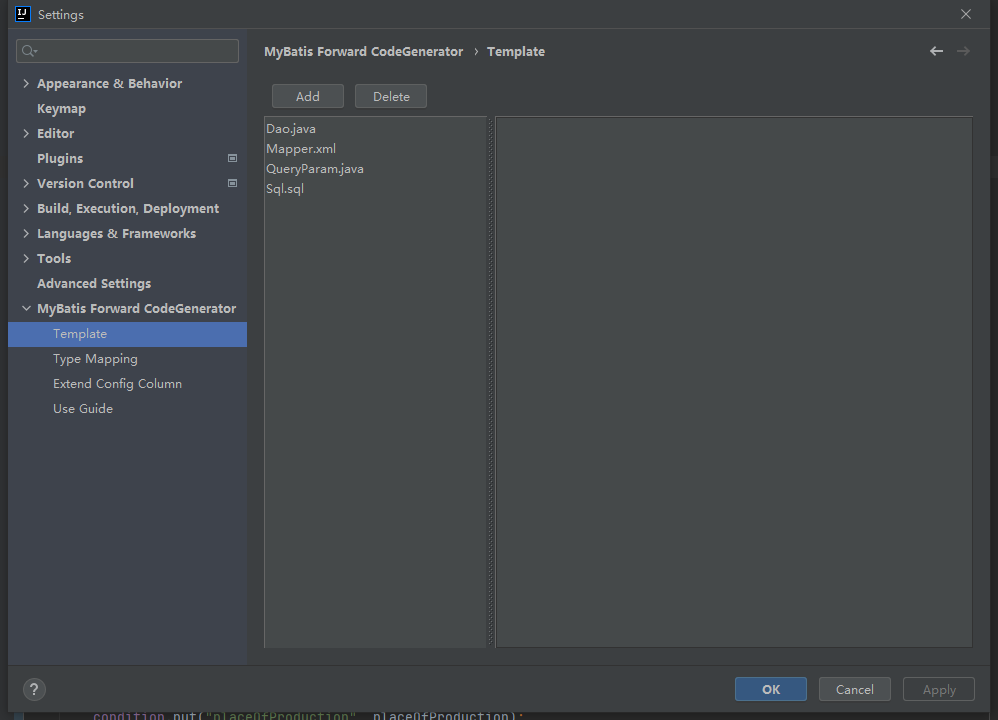 Settings
MyBatis Forward CodeGenerator › Template
Appearance & Behavior
Keymap
Editor
Plugins
Version Control
Build, Execution, Deployment
Languages & Frameworks
Tools
Advanced Settings
MyBatis Forward CodeGenerator
Template
Type Mapping
Extend Config Column
Use Guide
Add Delete
Dao.java
Mapper.xml
QueryParam.java
Sql.sql
?
OK Cancel Apply
condition.put("placeOfProduction", placeOfProduction);